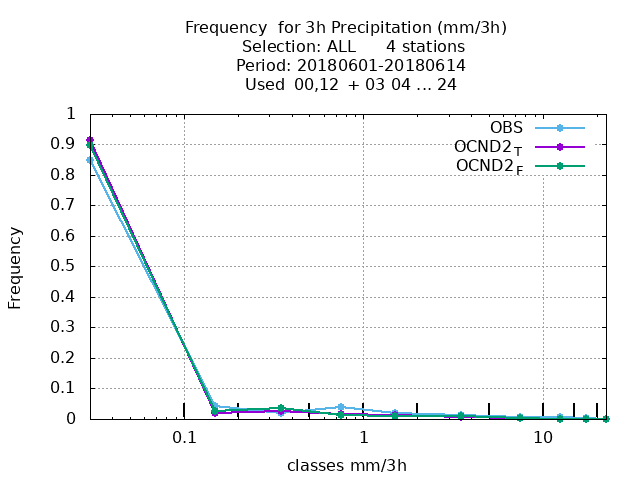 Frequency  for 3h Precipitation (mm/3h)
Selection: ALL      4 stations
Period: 20180601-20180614
Used  00,12  + 03 04 ... 24
1
0.9
0.8
0.7
0.6
0.5
0.4
0.3
0.2
0.1
0
Frequency
OBS
OCND2_T
OCND2_F
0.1 1 10
classes mm/3h